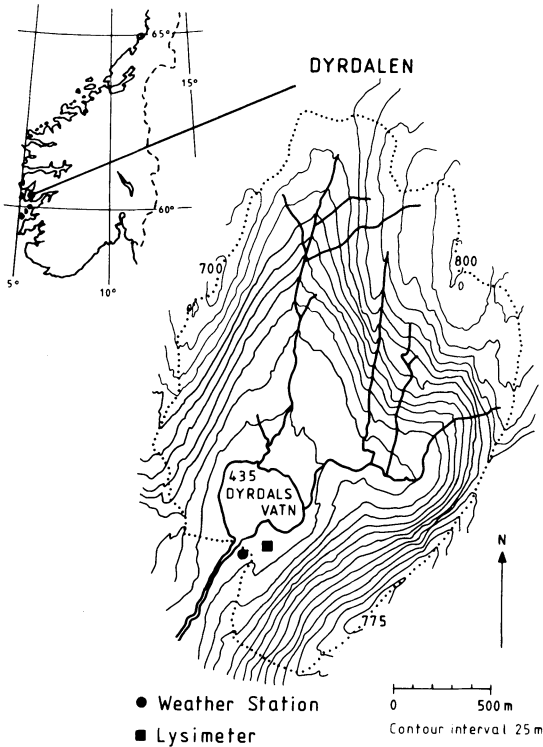 65°
15°
DYRDALEN
60°
5°
10°
700
800
435
DYRDALS
VATN
775
N
0 500 m
Contour interval 25 m
Weather Station
Lysimeter